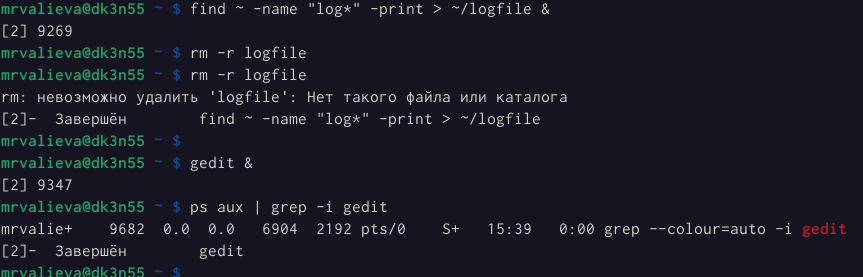 mrvalieva@dk3n55 ~ $ find ~ -name "log*" -print > ~/logfile &
[2] 9269
mrvalieva@dk3n55 ~ $ rm -r logfile
mrvalieva@dk3n55 ~ $ rm -r logfile
rm: невозможно удалить 'logfile': Нет такого файла или каталога
[2]-  Завершён        find ~ -name "log*" -print > ~/logfile
mrvalieva@dk3n55 ~ $
mrvalieva@dk3n55 ~ $ gedit &
[2] 9347
mrvalieva@dk3n55 ~ $ ps aux | grep -i gedit
mrvalie+    9682  0.0  0.0   6904  2192 pts/0    S+   15:39   0:00 grep --colour=auto -i gedit
[2]-  Завершён        gedit
mrvalieva@dk3n55 ~ $